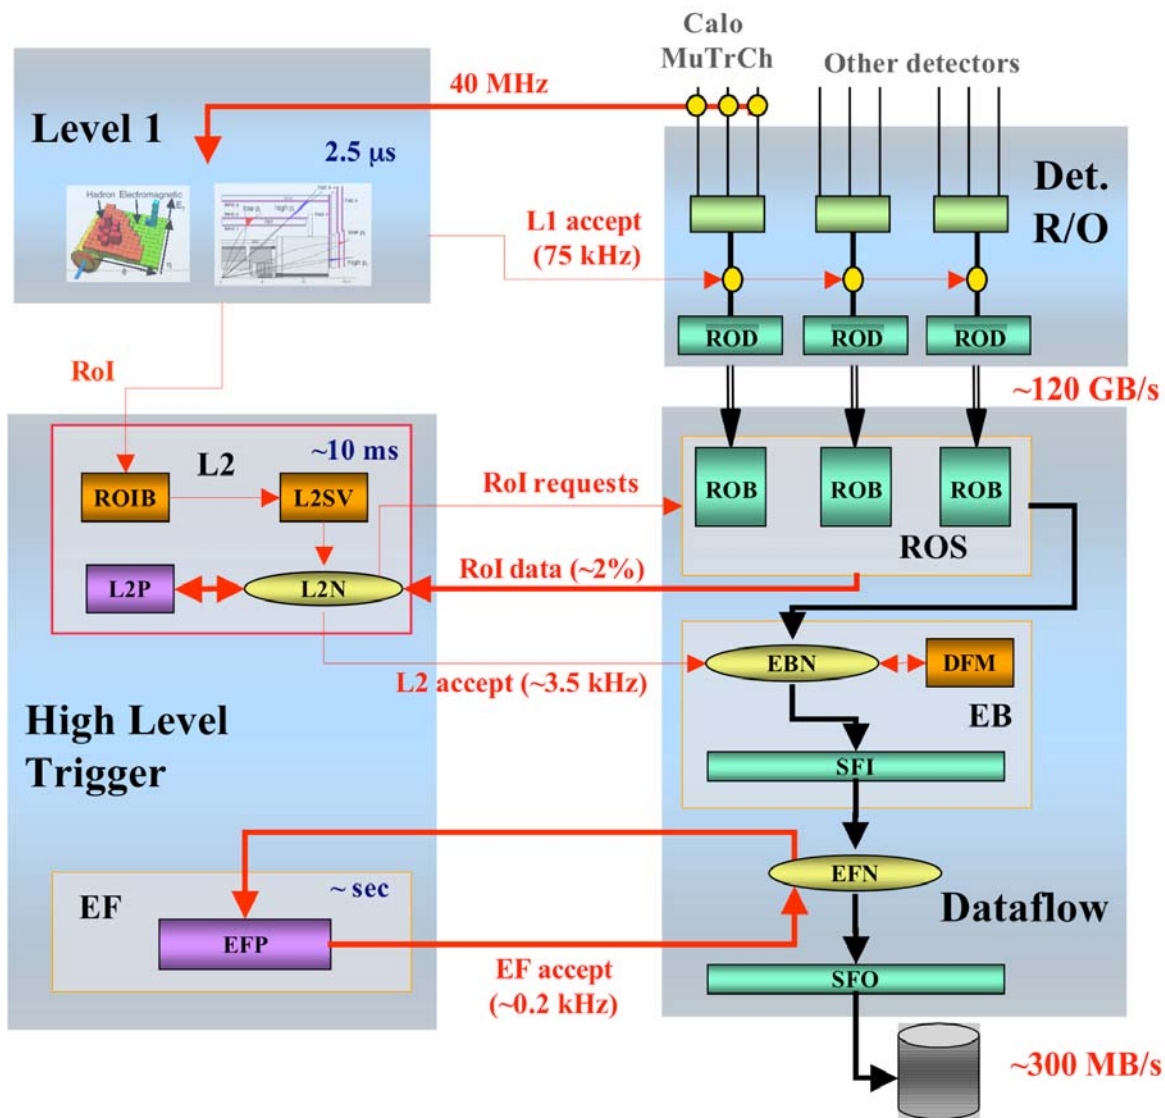 Calo
MuTrCh
Other detectors
40 MHz
Level 1
2.5 μs
Hadron Electromagnetic
Det.
R/O
L1 accept
(75 kHz)
ROD
ROD
ROD
RoI
~120 GB/s
L2
~10 ms
ROIB
L2SV
RoI requests
ROB
ROB
ROB
ROS
L2P
L2N
RoI data (~2%)
EBN
DFM
L2 accept (~3.5 kHz)
EB
High Level
Trigger
SFI
EFN
EF
~ sec
EFP
Dataflow
EF accept
(~0.2 kHz)
SFO
~300 MB/s